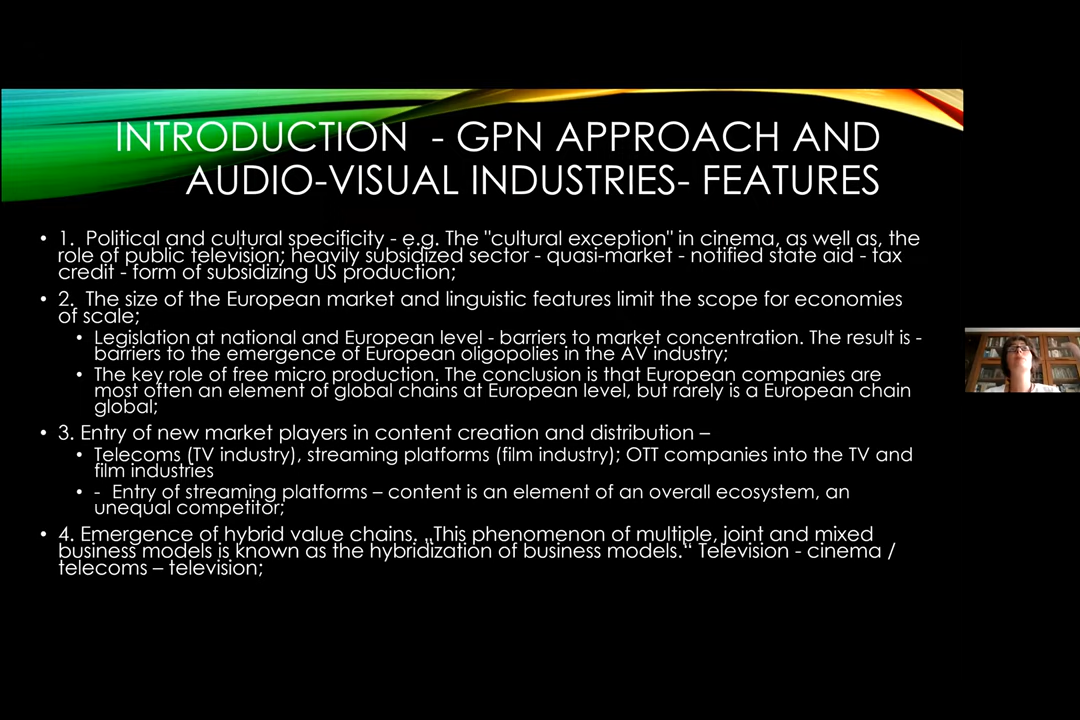 INTRODUCTION - GPN APPROACH AND
AUDIO-VISUAL INDUSTRIES- FEATURES
• 1. Political and cultural specificity - e.g. The "cultural exception" in cinema, as well as, the
role of public television; heavily subsidized sector - quasi-market - notified state aid - tax
credit - form of subsidizing US production;
• 2. The size of the European market and linguistic features limit the scope for economies
of scale;
• Legislation at national and European level - barriers to market concentration. The result is -
barriers to the emergence of European oligopolies in the AV industry;
• The key role of free micro production. The conclusion is that European companies are
most often an element of global chains at European level, but rarely is a European chain
global;
• 3. Entry of new market players in content creation and distribution –
• Telecoms (TV industry), streaming platforms (film industry); OTT companies into the TV and
film industries
• - Entry of streaming platforms – content is an element of an overall ecosystem, an
unequal competitor;
• 4. Emergence of hybrid value chains. „This phenomenon of multiple, joint and mixed
business models is known as the hybridization of business models.“ Television - cinema /
telecoms – television;